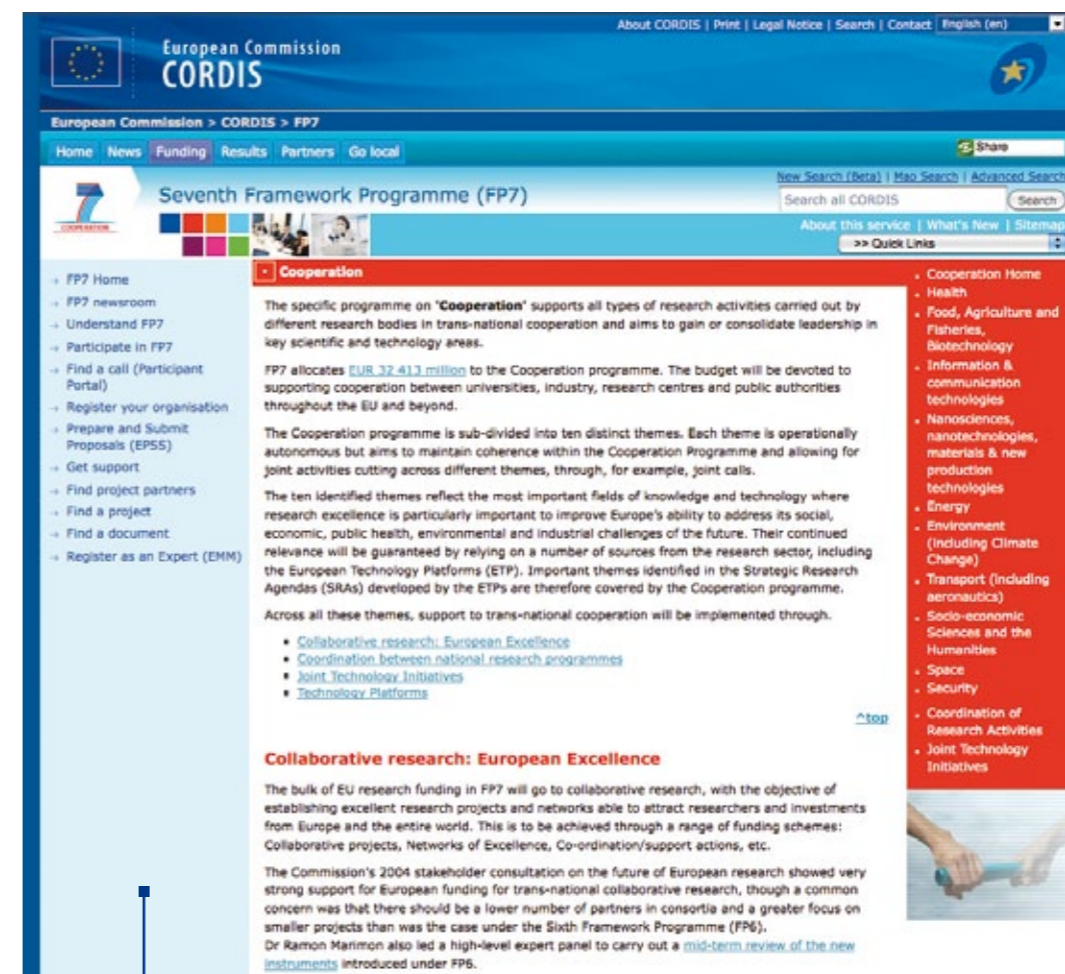 About CORDIS | Print | Legal Notice | Search | Contact English (en)
European Commission
CORDIS
European Commission > CORDIS > FP7
Home News Funding Results Partners Go local
Share
New Search (Beta) | Map Search | Advanced Search
7
COOPERATION
Seventh Framework Programme (FP7)
Search all CORDIS
Search
About this service | What's New | Sitemap
>> Quick Links
FP7 Home
FP7 newsroom
Understand FP7
Participate in FP7
Find a call (Participant
Portal)
Register your organisation
Prepare and Submit
Proposals (EPSS)
Get support
Find project partners
Find a project
Find a document
Register as an Expert (EMM)
Cooperation
The specific programme on 'Cooperation' supports all types of research activities carried out by
different research bodies in trans-national cooperation and aims to gain or consolidate leadership in
key scientific and technology areas.
FP7 allocates EUR 32 413 million to the Cooperation programme. The budget will be devoted to
supporting cooperation between universities, industry, research centres and public authorities
throughout the EU and beyond.
The Cooperation programme is sub-divided into ten distinct themes. Each theme is operationally
autonomous but aims to maintain coherence within the Cooperation Programme and allowing for
joint activities cutting across different themes, through, for example, joint calls.
The ten identified themes reflect the most important fields of knowledge and technology where
research excellence is particularly important to improve Europe's ability to address its social,
economic, public health, environmental and industrial challenges of the future. Their continued
relevance will be guaranteed by relying on a number of sources from the research sector, including
the European Technology Platforms (ETP). Important themes identified in the Strategic Research
Agendas (SRAs) developed by the ETPs are therefore covered by the Cooperation programme.
Across all these themes, support to trans-national cooperation will be implemented through.
Collaborative research: European Excellence
Coordination between national research programmes
Joint Technology Initiatives
Technology Platforms
^top
Collaborative research: European Excellence
The bulk of EU research funding in FP7 will go to collaborative research, with the objective of
establishing excellent research projects and networks able to attract researchers and investments
from Europe and the entire world. This is to be achieved through a range of funding schemes:
Collaborative projects, Networks of Excellence, Co-ordination/support actions, etc.
The Commission's 2004 stakeholder consultation on the future of European research showed very
strong support for European funding for trans-national collaborative research, though a common
concern was that there should be a lower number of partners in consortia and a greater focus on
smaller projects than was the case under the Sixth Framework Programme (FP6).
Dr Ramon Marimon also led a high-level expert panel to carry out a mid-term review of the new
instruments introduced under FP6.
Cooperation Home
Health
Food, Agriculture and
Fisheries,
Biotechnology
Information &
communication
technologies
Nanosciences,
nanotechnologies,
materials & new
production
technologies
Energy
Environment
(including Climate
Change)
Transport (including
aeronautics)
Socio-economic
Sciences and the
Humanities
Space
Security
Coordination of
Research Activities
Joint Technology
Initiatives